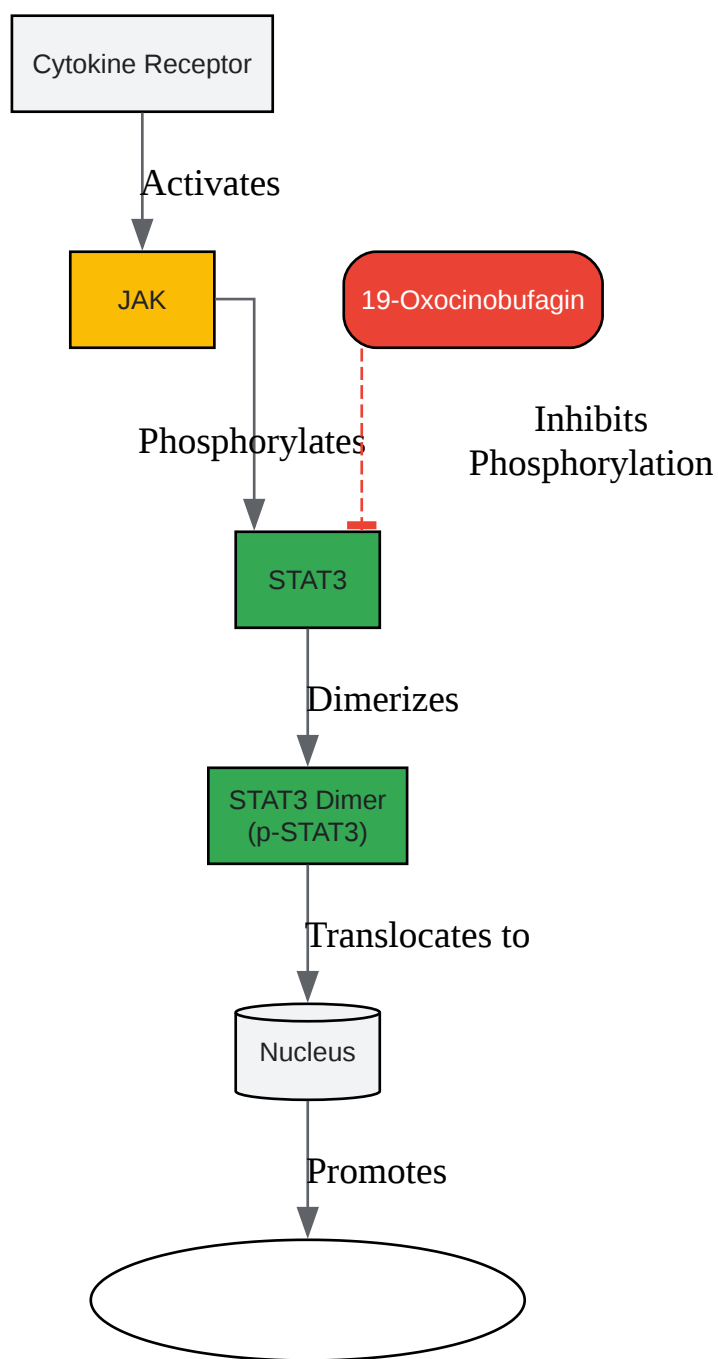 Cytokine Receptor
Activates
JAK
19-Oxocinobufagin
Phosphorylates
Inhibits
Phosphorylation
STAT3
Dimerizes
STAT3 Dimer
(p-STAT3)
Translocates to
Nucleus
Promotes